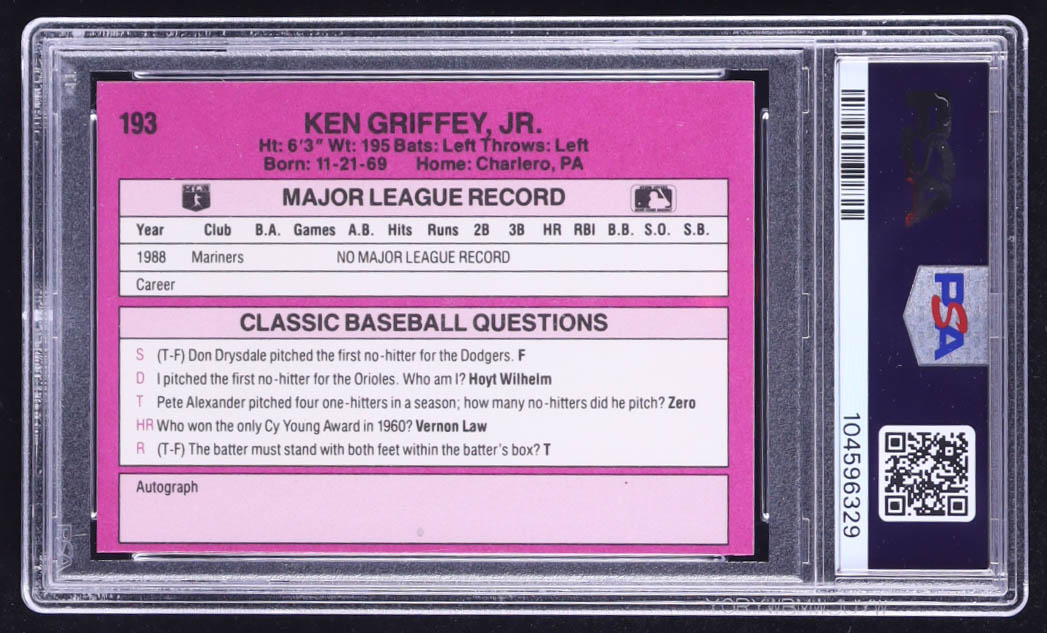 193
KEN GRIFFEY, JR.
Ht: 6'3" Wt: 195 Bats: Left Throws: Left
Born: 11-21-69 Home: Charlero, PA
MAJOR LEAGUE RECORD
Year Club B.A. Games A.B. Hits Runs 2B 3B HR RBI B.B. S.O. S.B.
1988 Mariners NO MAJOR LEAGUE RECORD
Career
CLASSIC BASEBALL QUESTIONS
S (T-F) Don Drysdale pitched the first no-hitter for the Dodgers. F
D I pitched the first no-hitter for the Orioles. Who am I? Hoyt Wilhelm
T Pete Alexander pitched four one-hitters in a season; how many no-hitters did he pitch? Zero
HR Who won the only Cy Young Award in 1960? Vernon Law
R (T-F) The batter must stand with both feet within the batter's box? T
Autograph
PSA
PSA
104596329